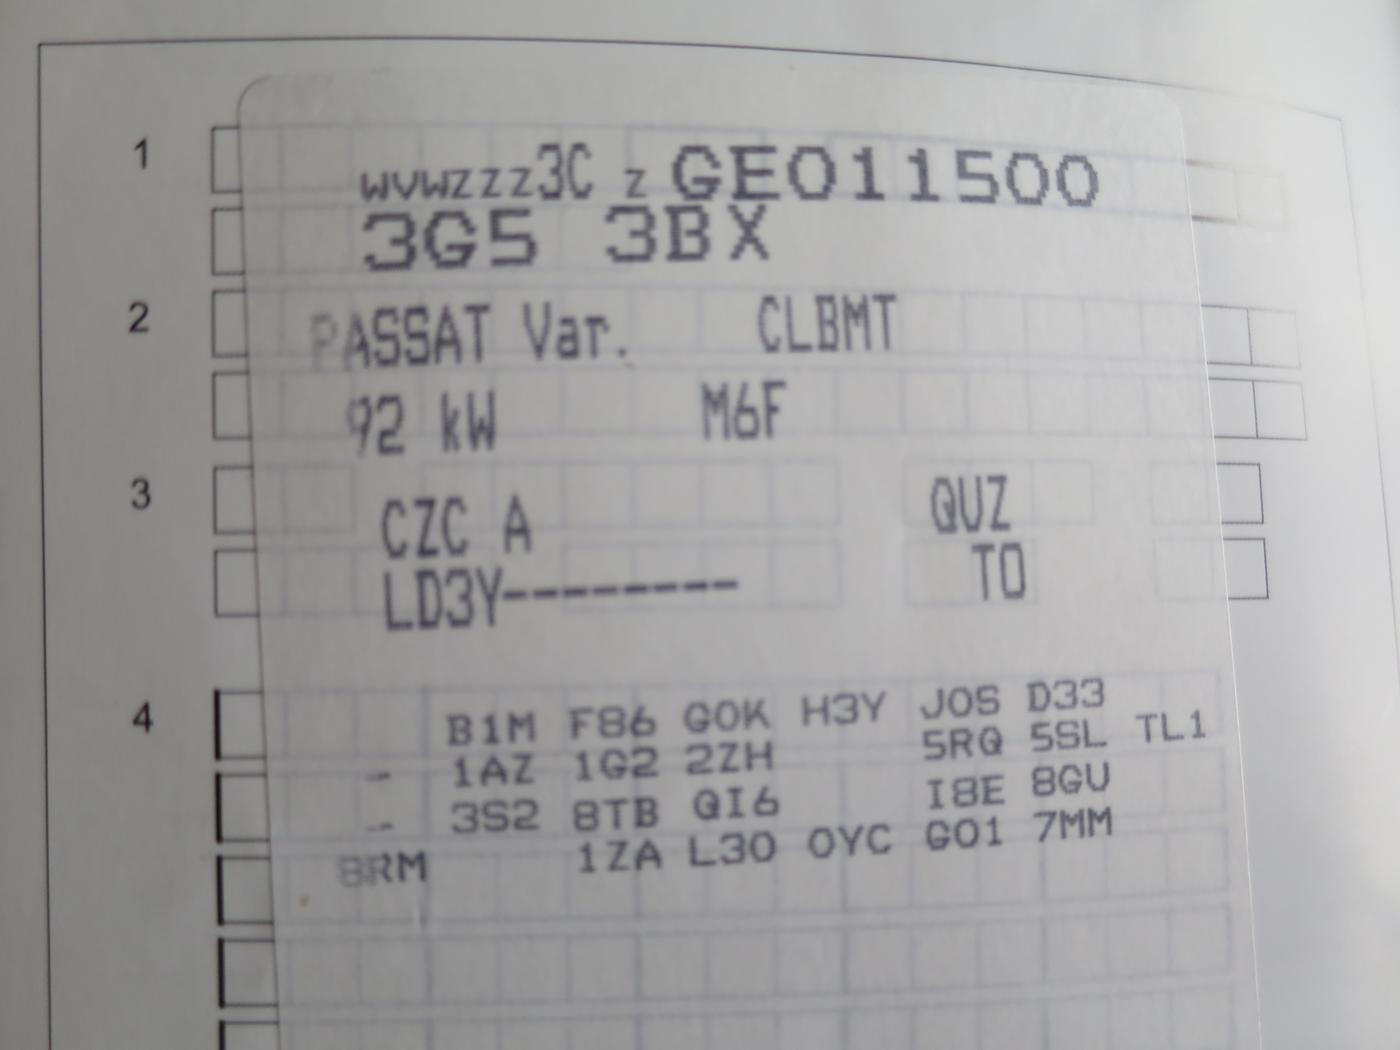 1 WVWZZZ3C Z GE011500
3G5 3BX
2 PASSAT Var. CLBMT
92 kW M6F
3 CZC A QUZ
LD3Y-------- T0
4 B1M F86 G0K H3Y J0S D33
- 1AZ 1G2 2ZH 5RQ 5SL TL1
- 3S2 8TB QI6 I8E 8GU
8RM 1ZA L30 0YC G01 7MM